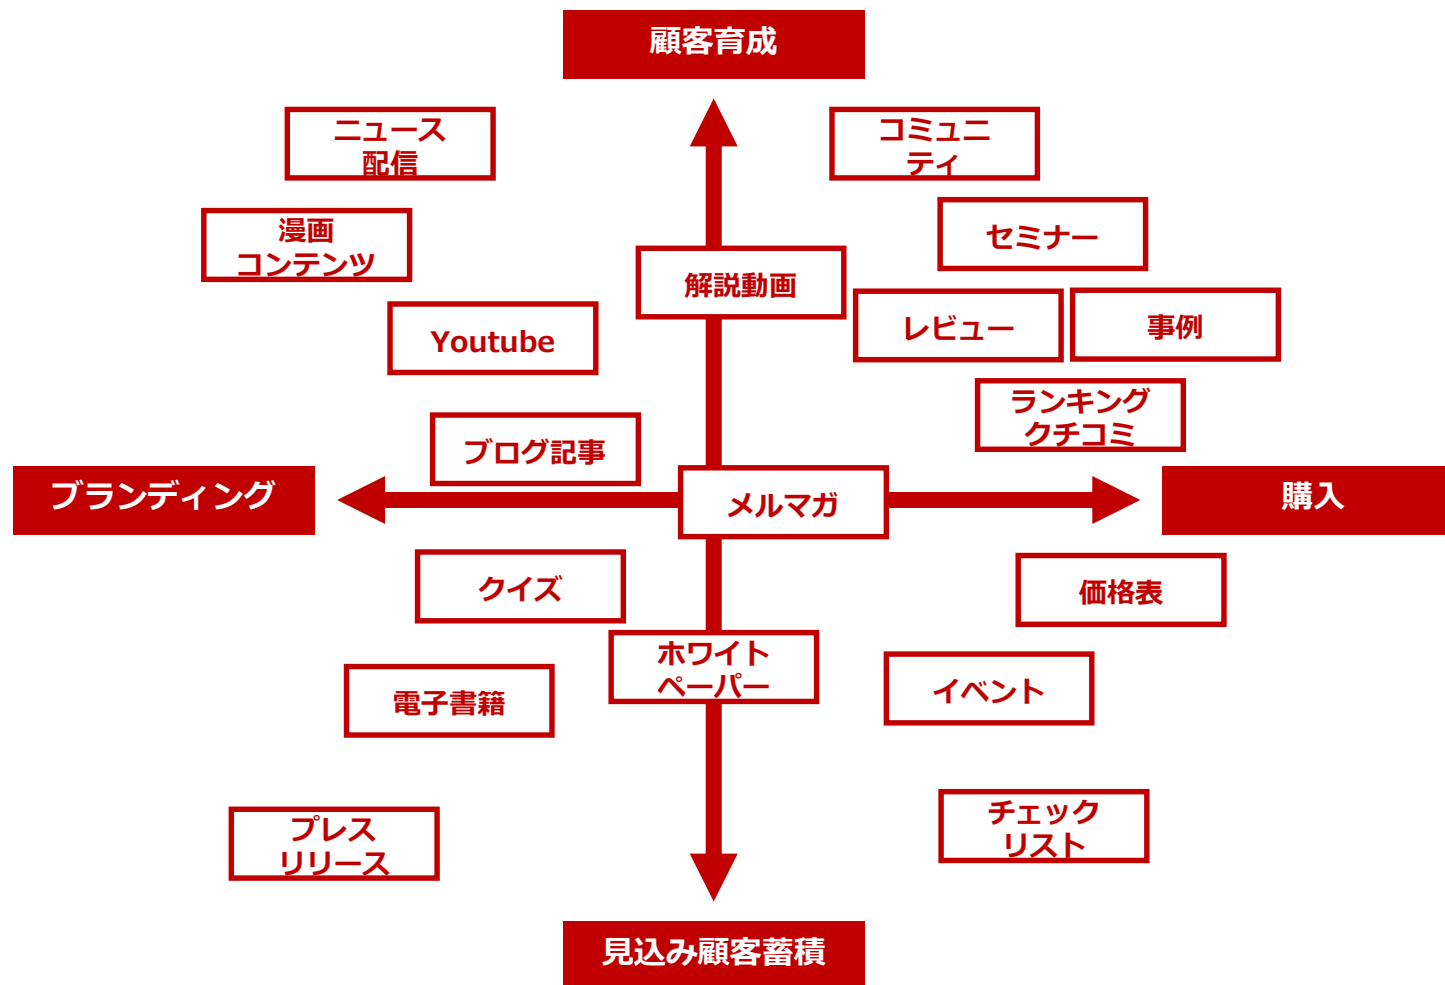 顧客育成
ニュース
配信
コミュニ
ティ
漫画
コンテンツ
セミナー
解説動画
Youtube
レビュー
事例
ランキング
クチコミ
ブログ記事
ブランディング
メルマガ
購入
クイズ
価格表
ホワイト
ペーパー
電子書籍
イベント
プレス
リリース
チェック
リスト
見込み顧客蓄積